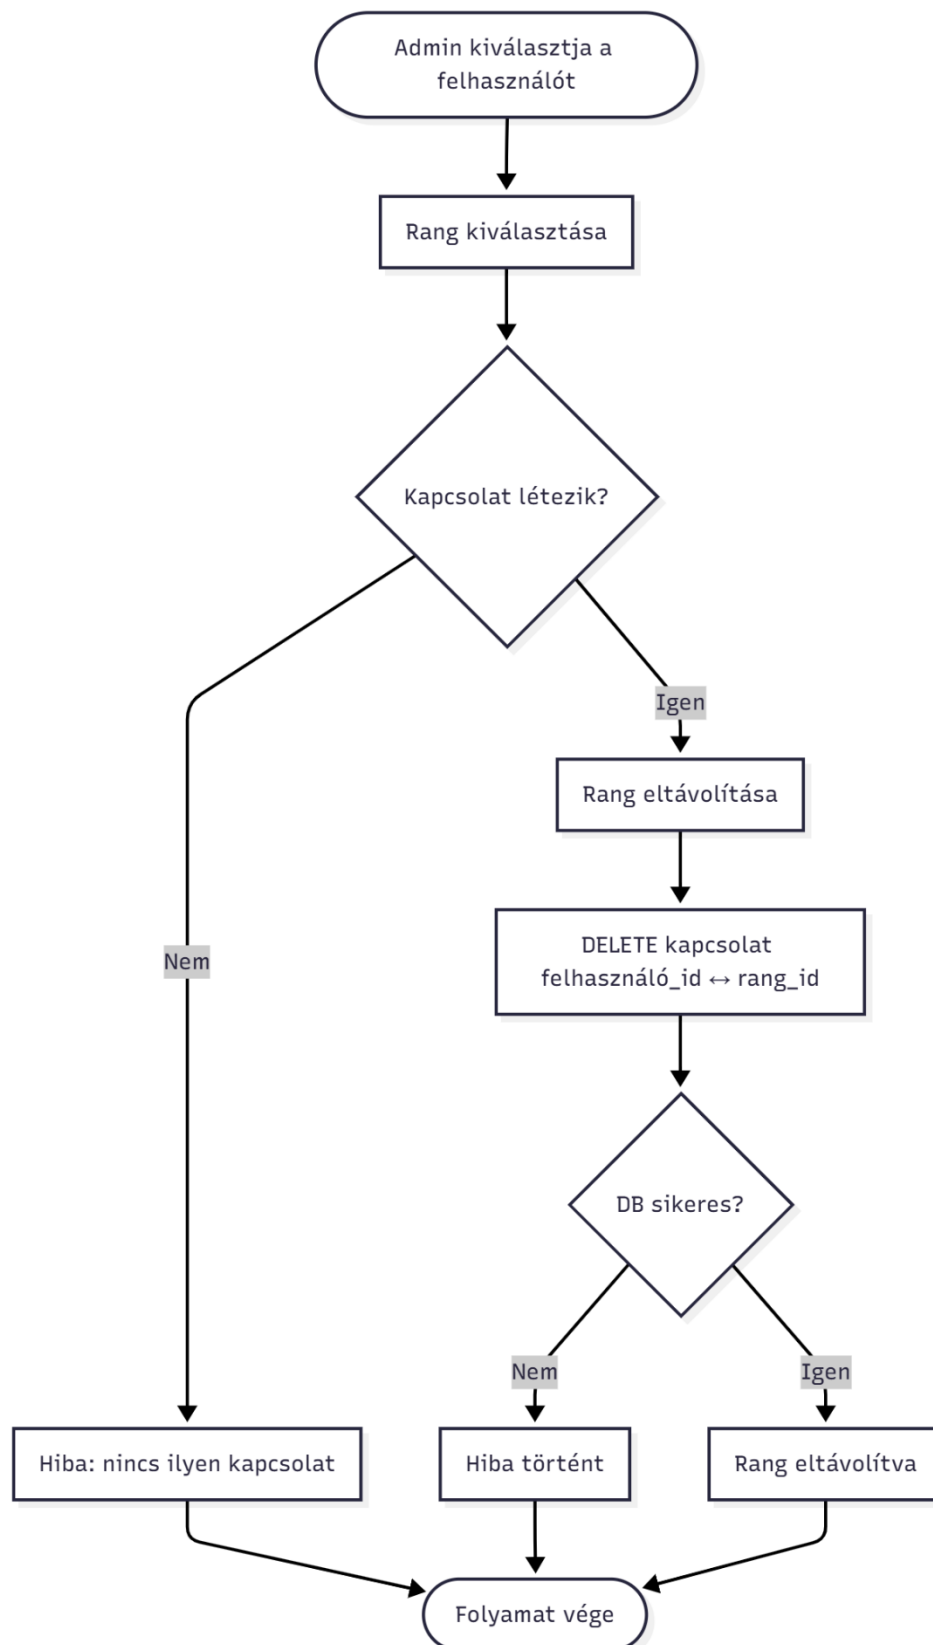 Admin kiválasztja a
felhasználót
Rang kiválasztása
Kapcsolat létezik?
Igen
Rang eltávolítása
DELETE kapcsolat
felhasználó_id ↔ rang_id
Nem
DB sikeres?
Nem
Igen
Hiba: nincs ilyen kapcsolat
Hiba történt
Rang eltávolítva
Folyamat vége